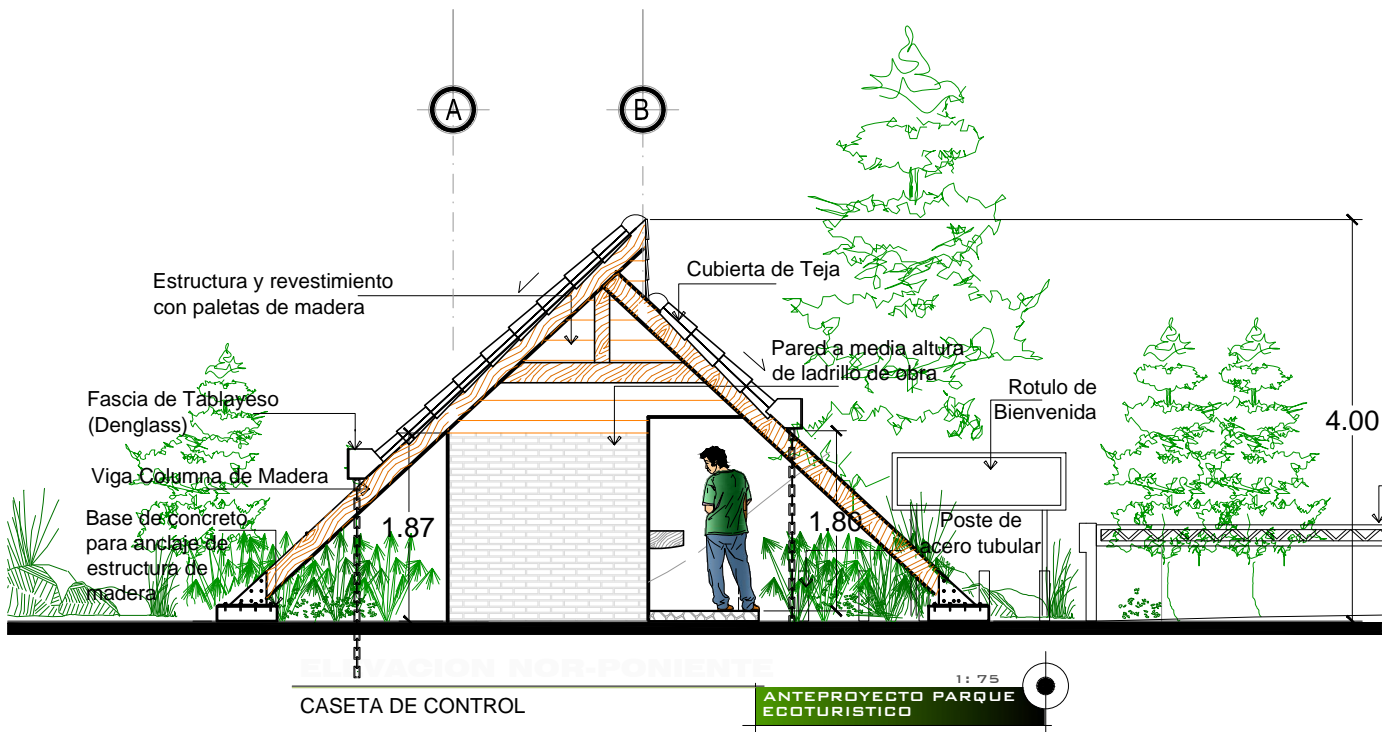 A
B
Estructura y revestimiento
con paletas de madera
Cubierta de Teja
Pared a media altura
de ladrillo de obra
Rotulo de
Bienvenida
4.00
Fascia de Tablayeso
(Denglass)
Viga Columna de Madera
Base de concreto
para anclaje de
estructura de
madera
1.87
1.80
Poste de
acero tubular
ELEVACION NOR-PONIENTE
1: 75
CASETA DE CONTROL
ANTEPROYECTO PARQUE
ECOTURISTICO